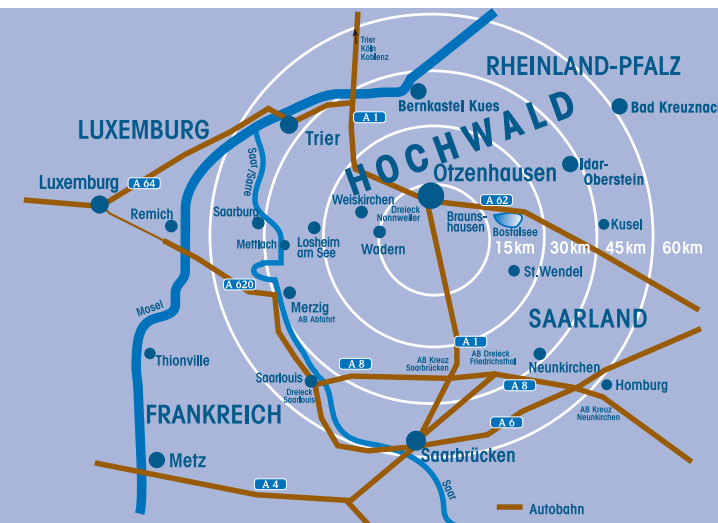 Trier
Köln
Koblenz
RHEINLAND-PFALZ
Bernkastel Kues
Bad Kreuznach
A 1
LUXEMBURG
Trier
HOCHWALD
Otzenhausen
Idar-
Oberstein
A 64
Saar/Sarre
Luxemburg
Weiskirchen
Dreieck
Nonnweiler
A 62
Remich
Saarburg
Brauns-
hausen
Bostalsee
Kusel
Mettlach
Losheim
am See
Wadern
15 km
30 km
45 km
60 km
St. Wendel
A 620
Mosel
Merzig
AB Abfahrt
SAARLAND
A 1
Thionville
AB Kreuz
Saarbrücken
AB Dreieck
Friedrichsthal
Neunkirchen
A 8
Saarlouis
Dreieck
Saarlouis
A 8
Homburg
FRANKREICH
AB Kreuz
Neunkirchen
A 6
Metz
Saarbrücken
A 4
Saar
Autobahn